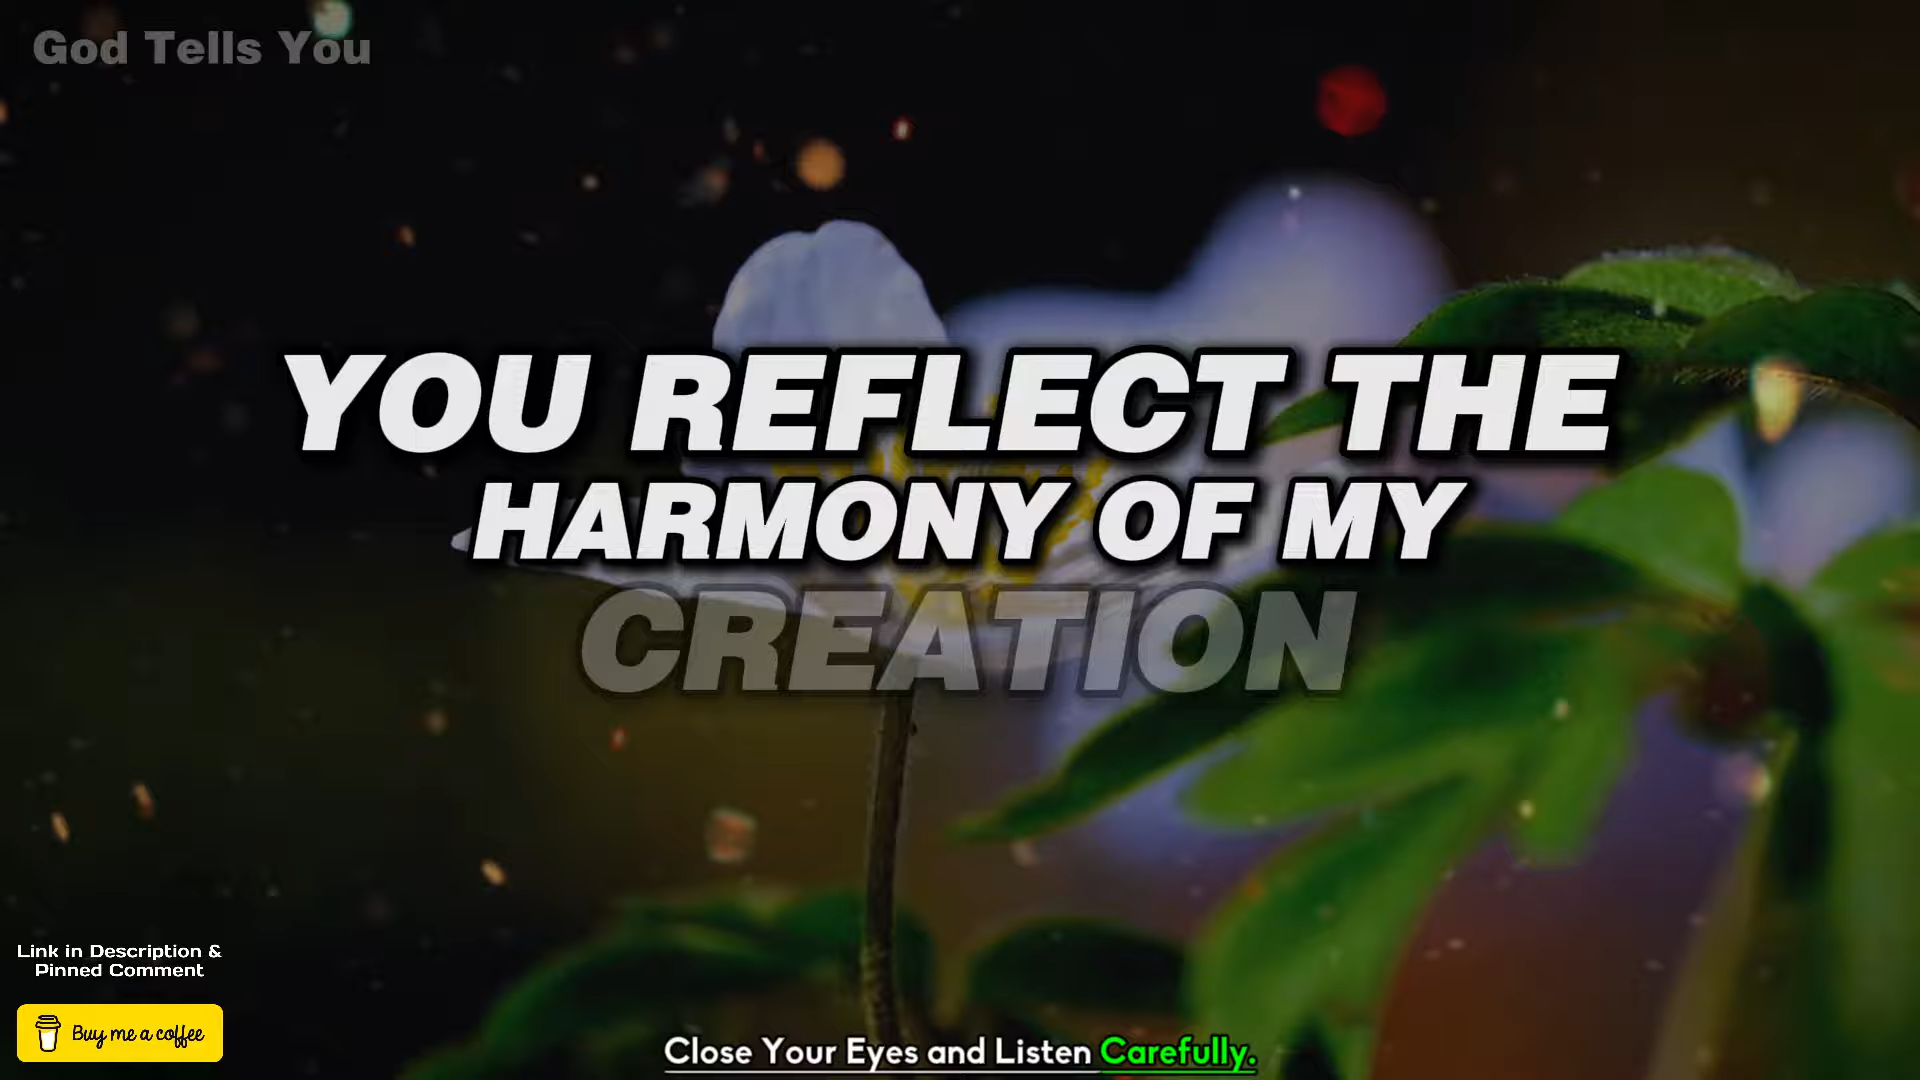 God Tells You
YOU REFLECT THE
HARMONY OF MY
CREATION
Link in Description &
Pinned Comment
Buy me a coffee
Close Your Eyes and Listen Carefully.